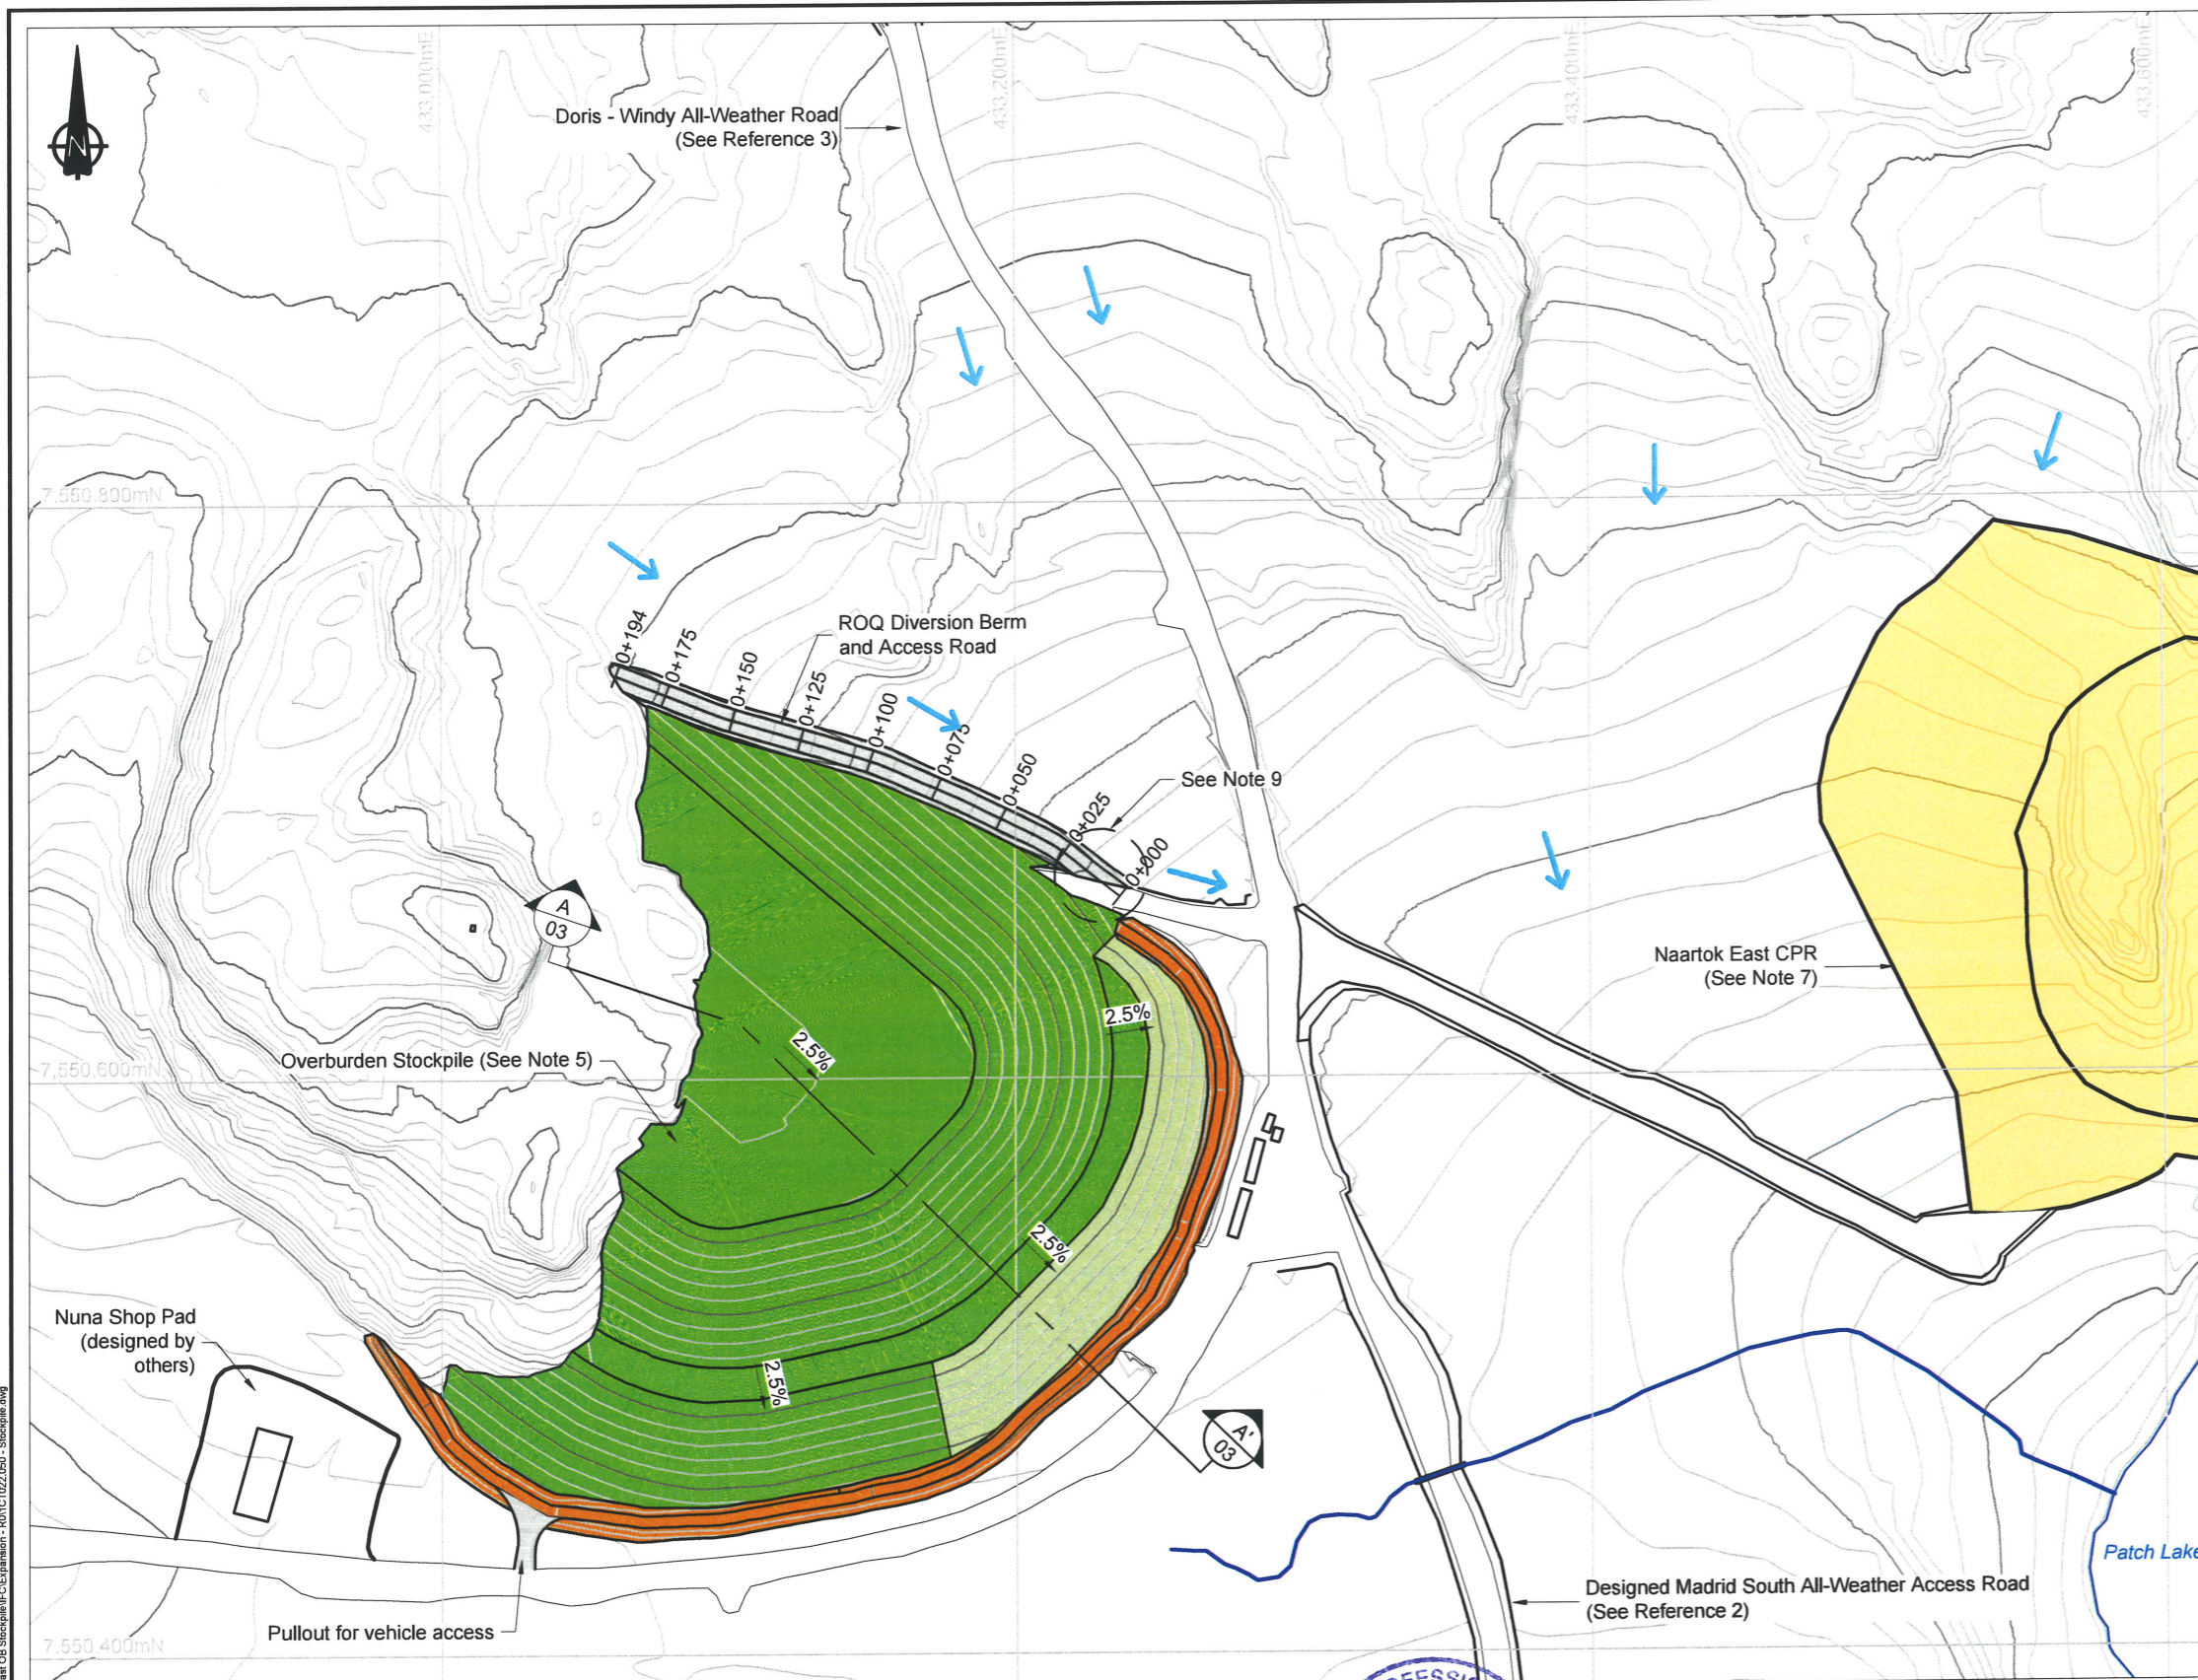 433,000mE
433,200mE
433,400mE
433,600mE
N
Doris - Windy All-Weather Road
(See Reference 3)
7,550,800mN
ROQ Diversion Berm
and Access Road
0+194
0+175
0+150
0+125
0+100
0+075
0+050
0+025
0+000
See Note 9
A
03
Naartok East CPR
(See Note 7)
2.5%
2.5%
Overburden Stockpile (See Note 5)
7,550,600mN
2.5%
Nuna Shop Pad
(designed by
others)
2.5%
A'
03
Patch Lake
Designed Madrid South All-Weather Access Road
(See Reference 2)
Pullout for vehicle access
7,550,400mN